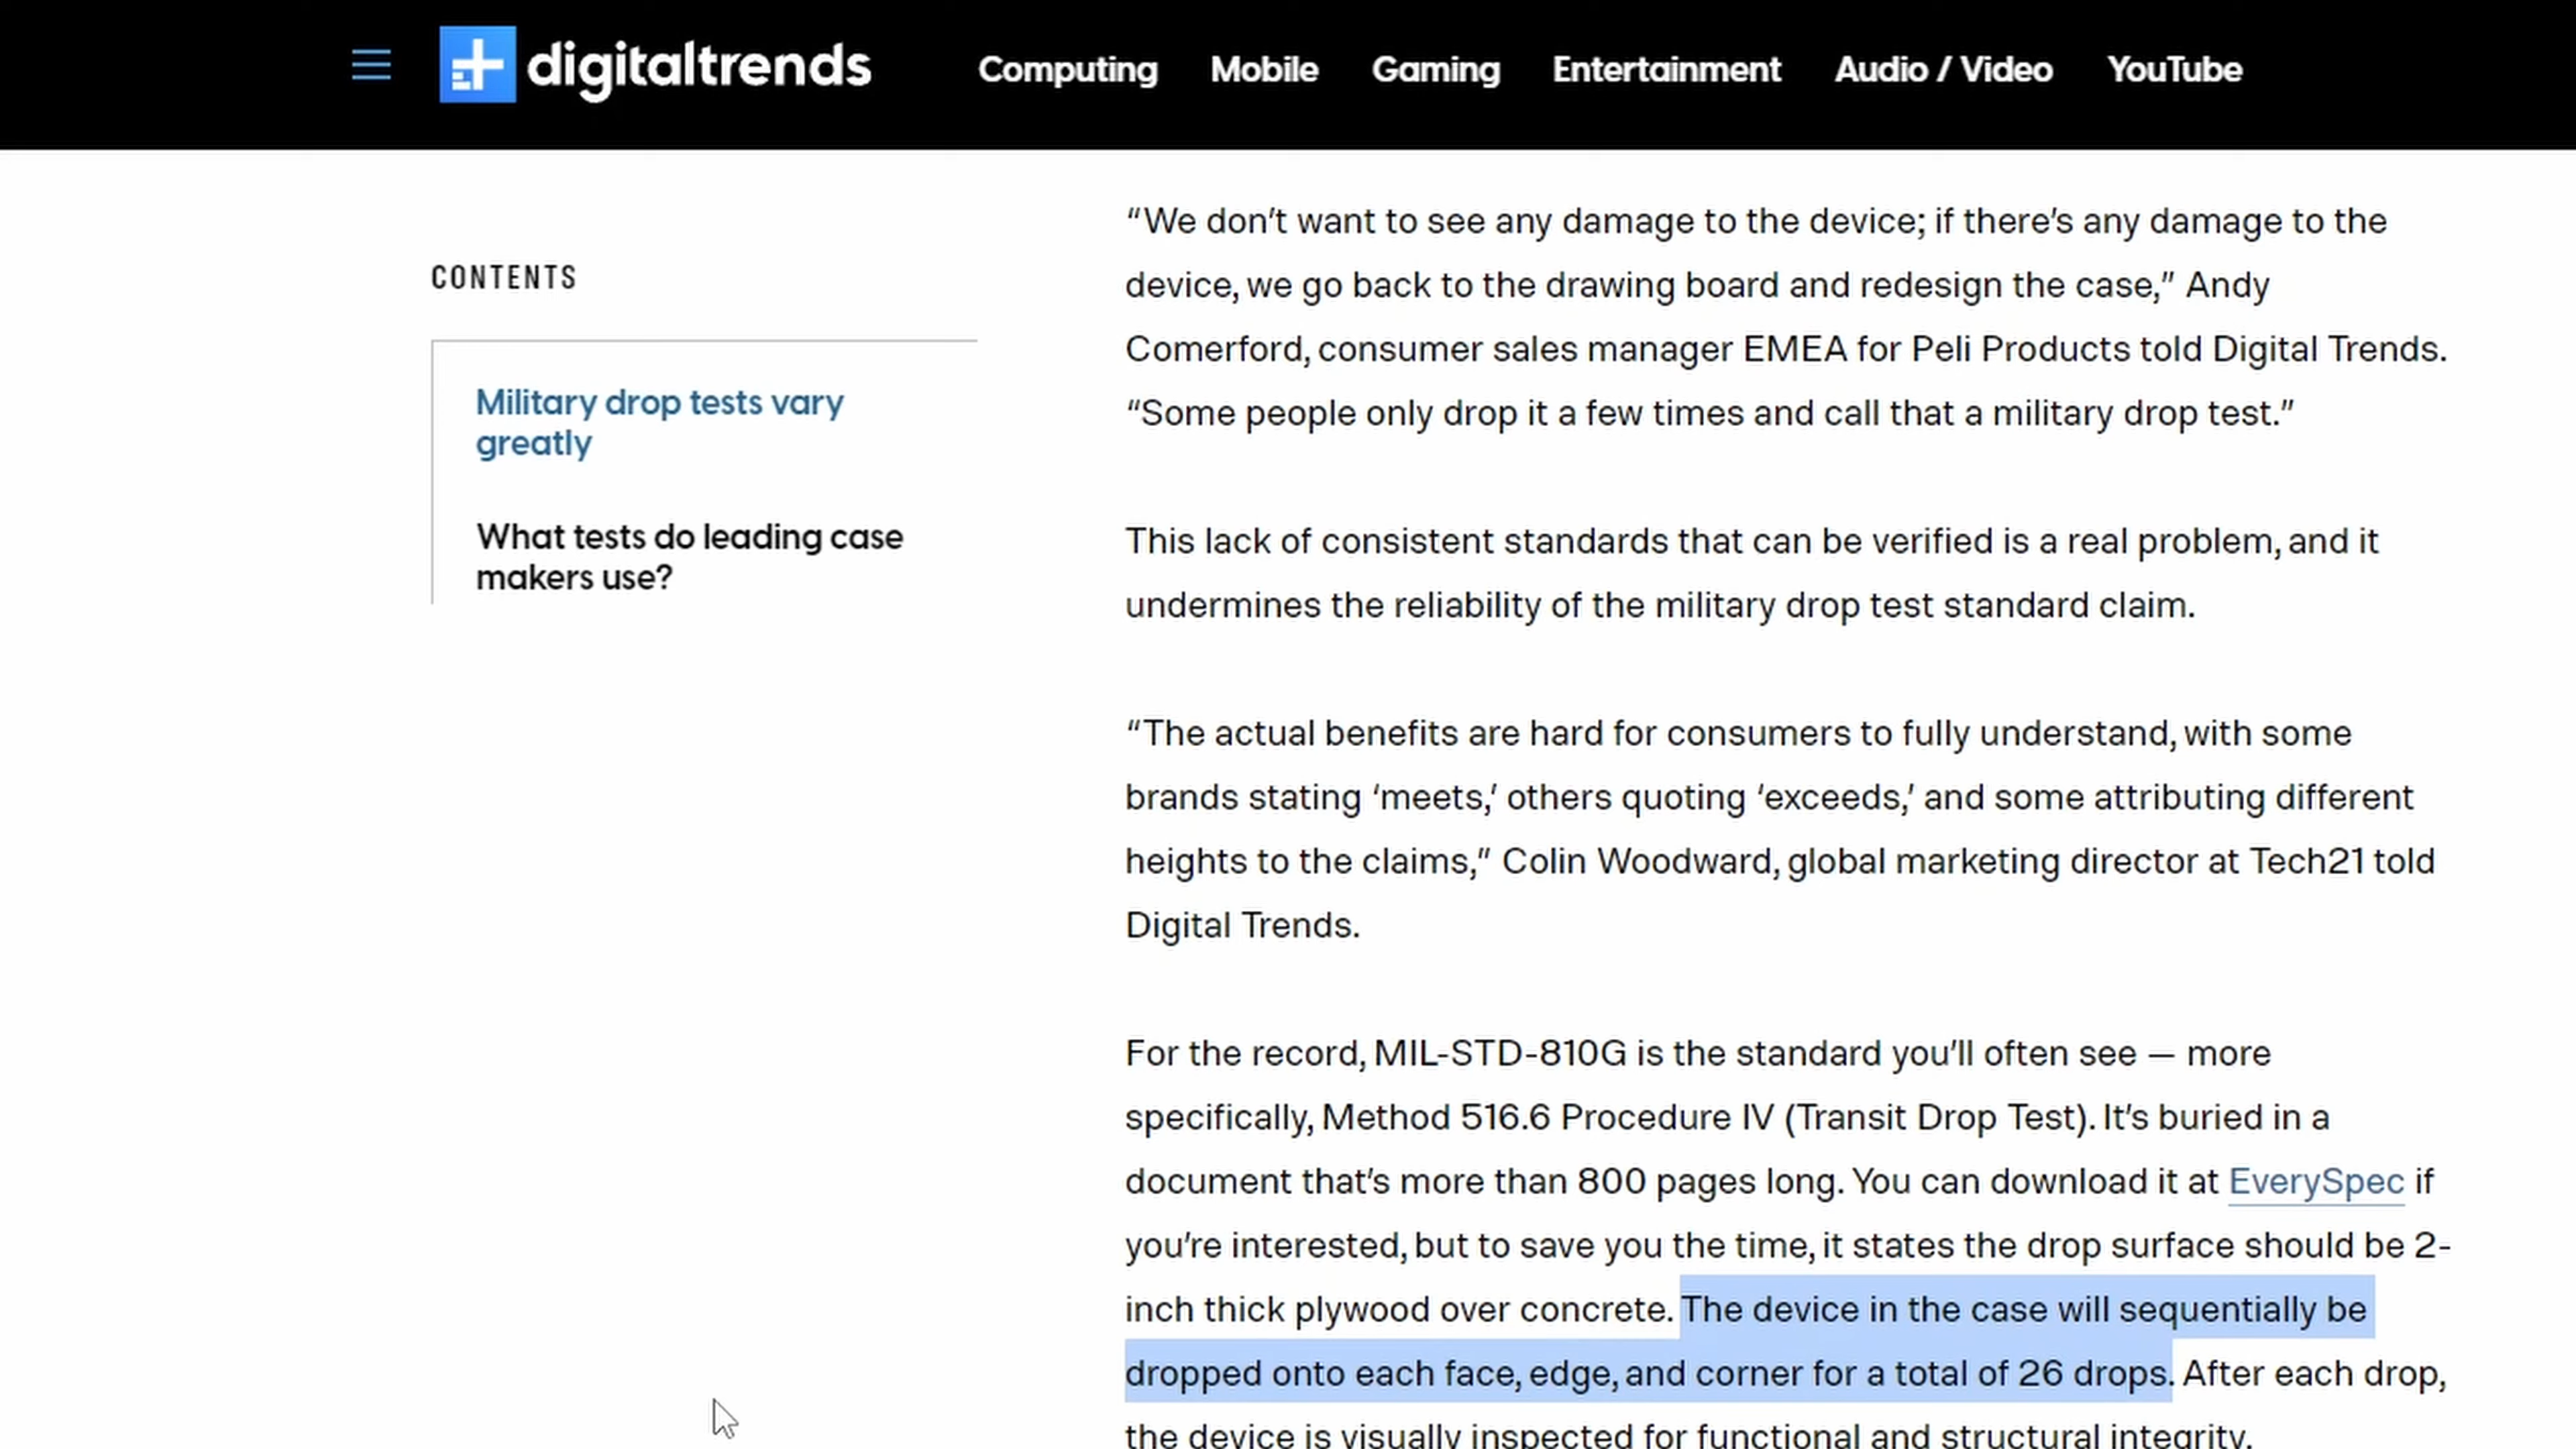 digitaltrends
Computing
Mobile
Gaming
Entertainment
Audio / Video
YouTube
CONTENTS
Military drop tests vary
greatly
What tests do leading case
makers use?
“We don’t want to see any damage to the device; if there’s any damage to the
device, we go back to the drawing board and redesign the case,” Andy
Comerford, consumer sales manager EMEA for Peli Products told Digital Trends.
“Some people only drop it a few times and call that a military drop test.”
This lack of consistent standards that can be verified is a real problem, and it
undermines the reliability of the military drop test standard claim.
“The actual benefits are hard for consumers to fully understand, with some
brands stating ‘meets,’ others quoting ‘exceeds,’ and some attributing different
heights to the claims,” Colin Woodward, global marketing director at Tech21 told
Digital Trends.
For the record, MIL-STD-810G is the standard you’ll often see — more
specifically, Method 516.6 Procedure IV (Transit Drop Test). It’s buried in a
document that’s more than 800 pages long. You can download it at EverySpec if
you’re interested, but to save you the time, it states the drop surface should be 2-
inch thick plywood over concrete. The device in the case will sequentially be
dropped onto each face, edge, and corner for a total of 26 drops. After each drop,
the device is visually inspected for functional and structural integrity.